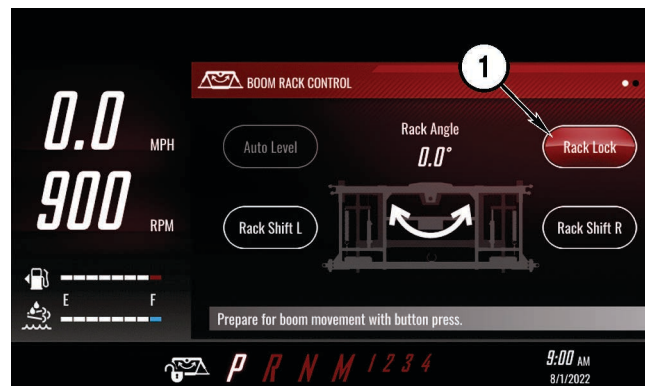 1
BOOM RACK CONTROL
0.0 MPH
Auto Level
Rack Angle
0.0°
Rack Lock
900 RPM
Rack Shift L
Rack Shift R
E F
Prepare for boom movement with button press.
P R N M 1 2 3 4
9:00 AM
8/1/2022